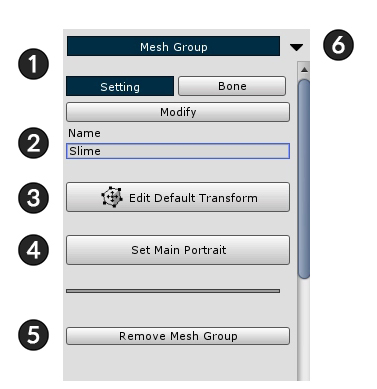 Mesh Group 6
1
Setting Bone
Modify
Name
2 Slime
3 Edit Default Transform
4 Set Main Portrait
5 Remove Mesh Group